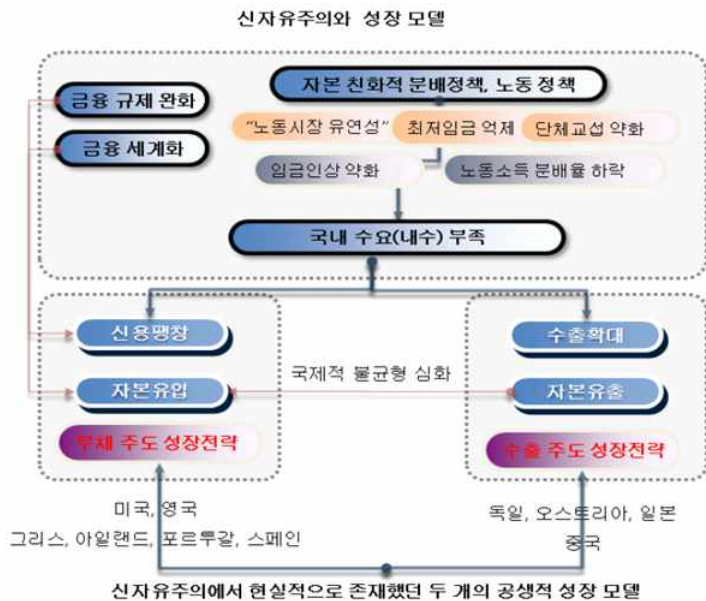 신자유주의와 성장 모델
자본 친화적 분배정책, 노동 정책
금융 규제 완화
금융 세계화
“노동시장 유연성”
최저임금 억제
단체교섭 약화
임금인상 약화
노동소득 분배율 하락
국내 수요(내수) 부족
신용팽창
수출확대
국제적 불균형 심화
자본유입
자본유출
부채 주도 성장전략
수출 주도 성장전략
미국, 영국
그리스, 아일랜드, 포르투갈, 스페인
독일, 오스트리아, 일본
중국
신자유주의에서 현실적으로 존재했던 두 개의 공생적 성장 모델